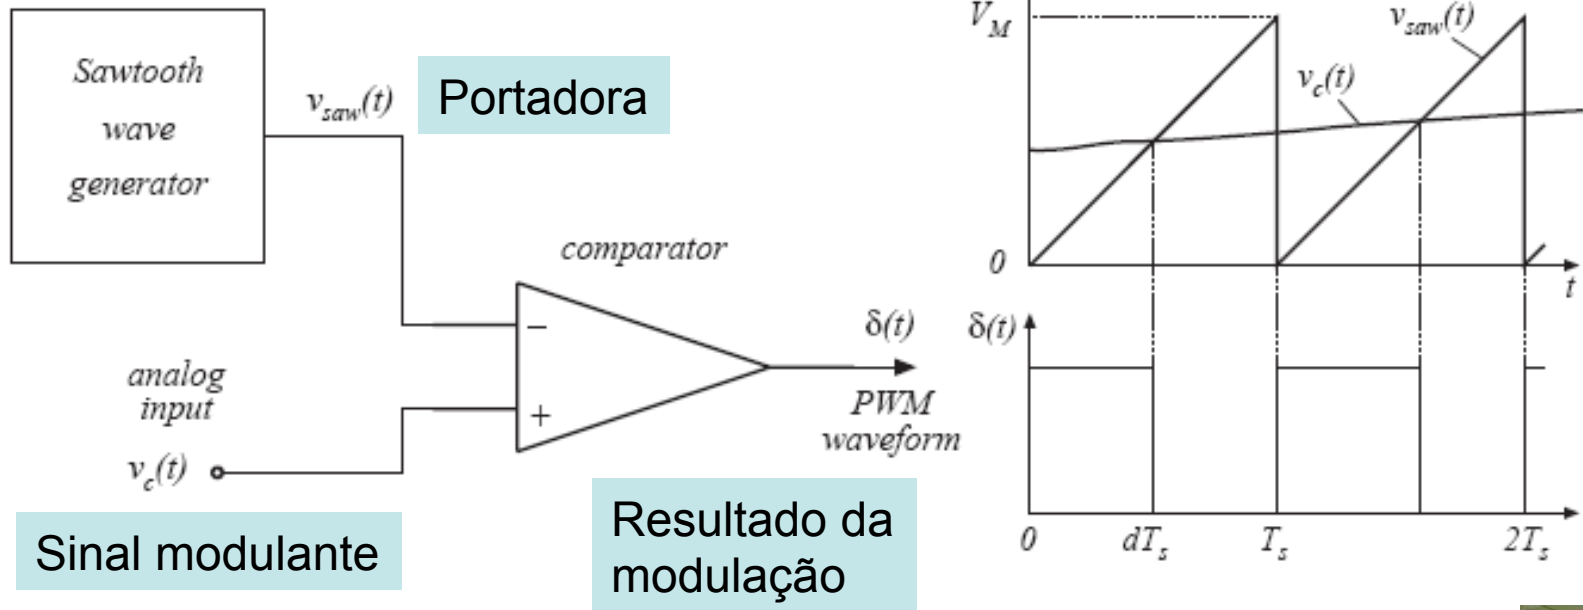 Sawtooth
wave
generator
v_saw(t)
Portadora
comparator
−
+
analog
input
v_c(t)
Sinal modulante
δ(t)
PWM
waveform
Resultado da
modulação
V_M
v_saw(t)
v_c(t)
0
t
δ(t)
0 dT_s T_s 2T_s